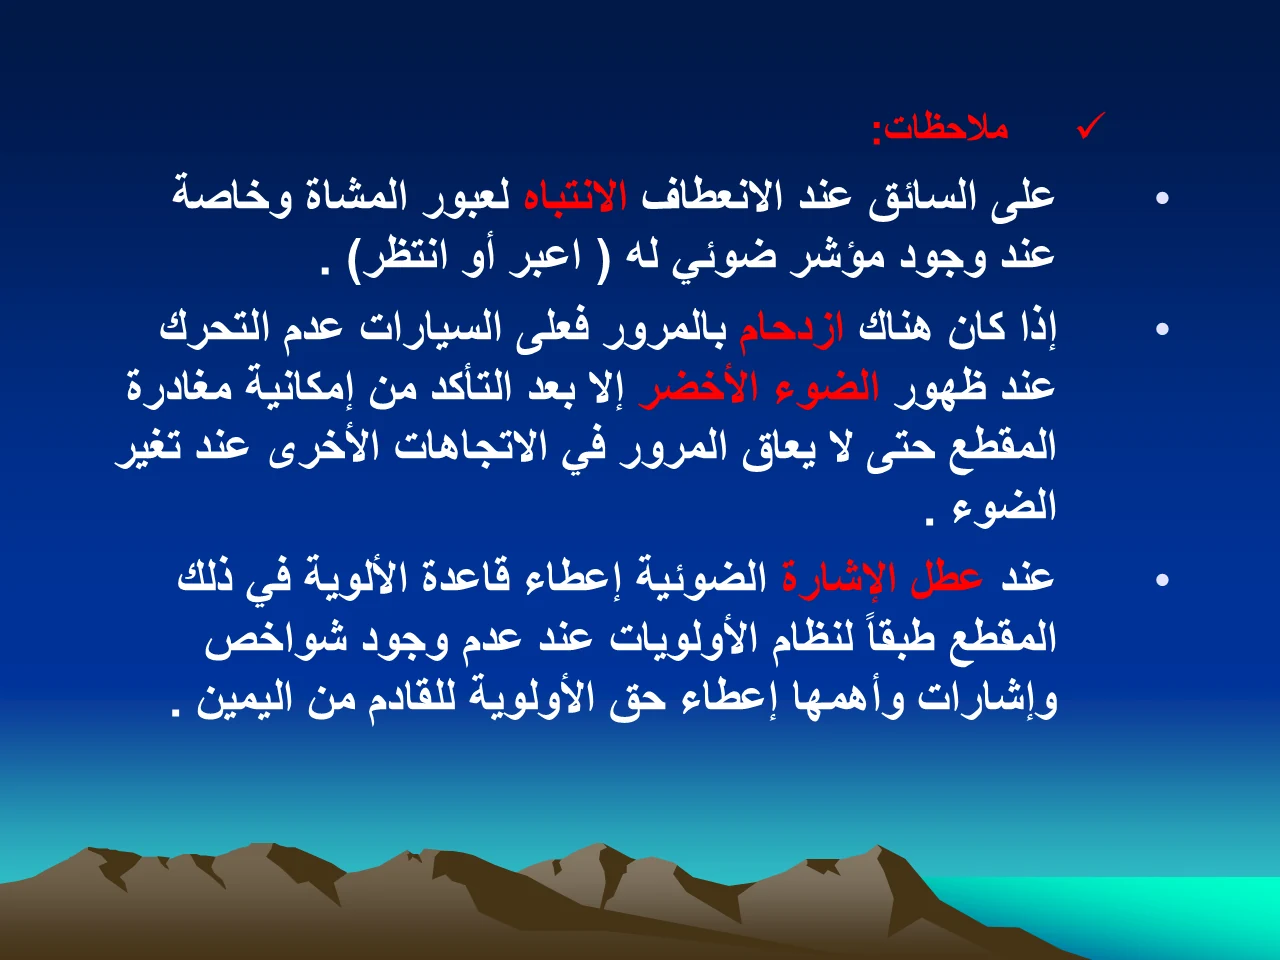 ✓ ملاحظات:
• على السائق عند الانعطاف الانتباه لعبور المشاة وخاصة
عند وجود مؤشر ضوئي له ( اعبر أو انتظر) .
• إذا كان هناك ازدحام بالمرور فعلى السيارات عدم التحرك
عند ظهور الضوء الأخضر إلا بعد التأكد من إمكانية مغادرة
المقطع حتى لا يعاق المرور في الاتجاهات الأخرى عند تغير
الضوء .
• عند عطل الإشارة الضوئية إعطاء قاعدة الألوية في ذلك
المقطع طبقاً لنظام الأولويات عند عدم وجود شواخص
وإشارات وأهمها إعطاء حق الأولوية للقادم من اليمين .